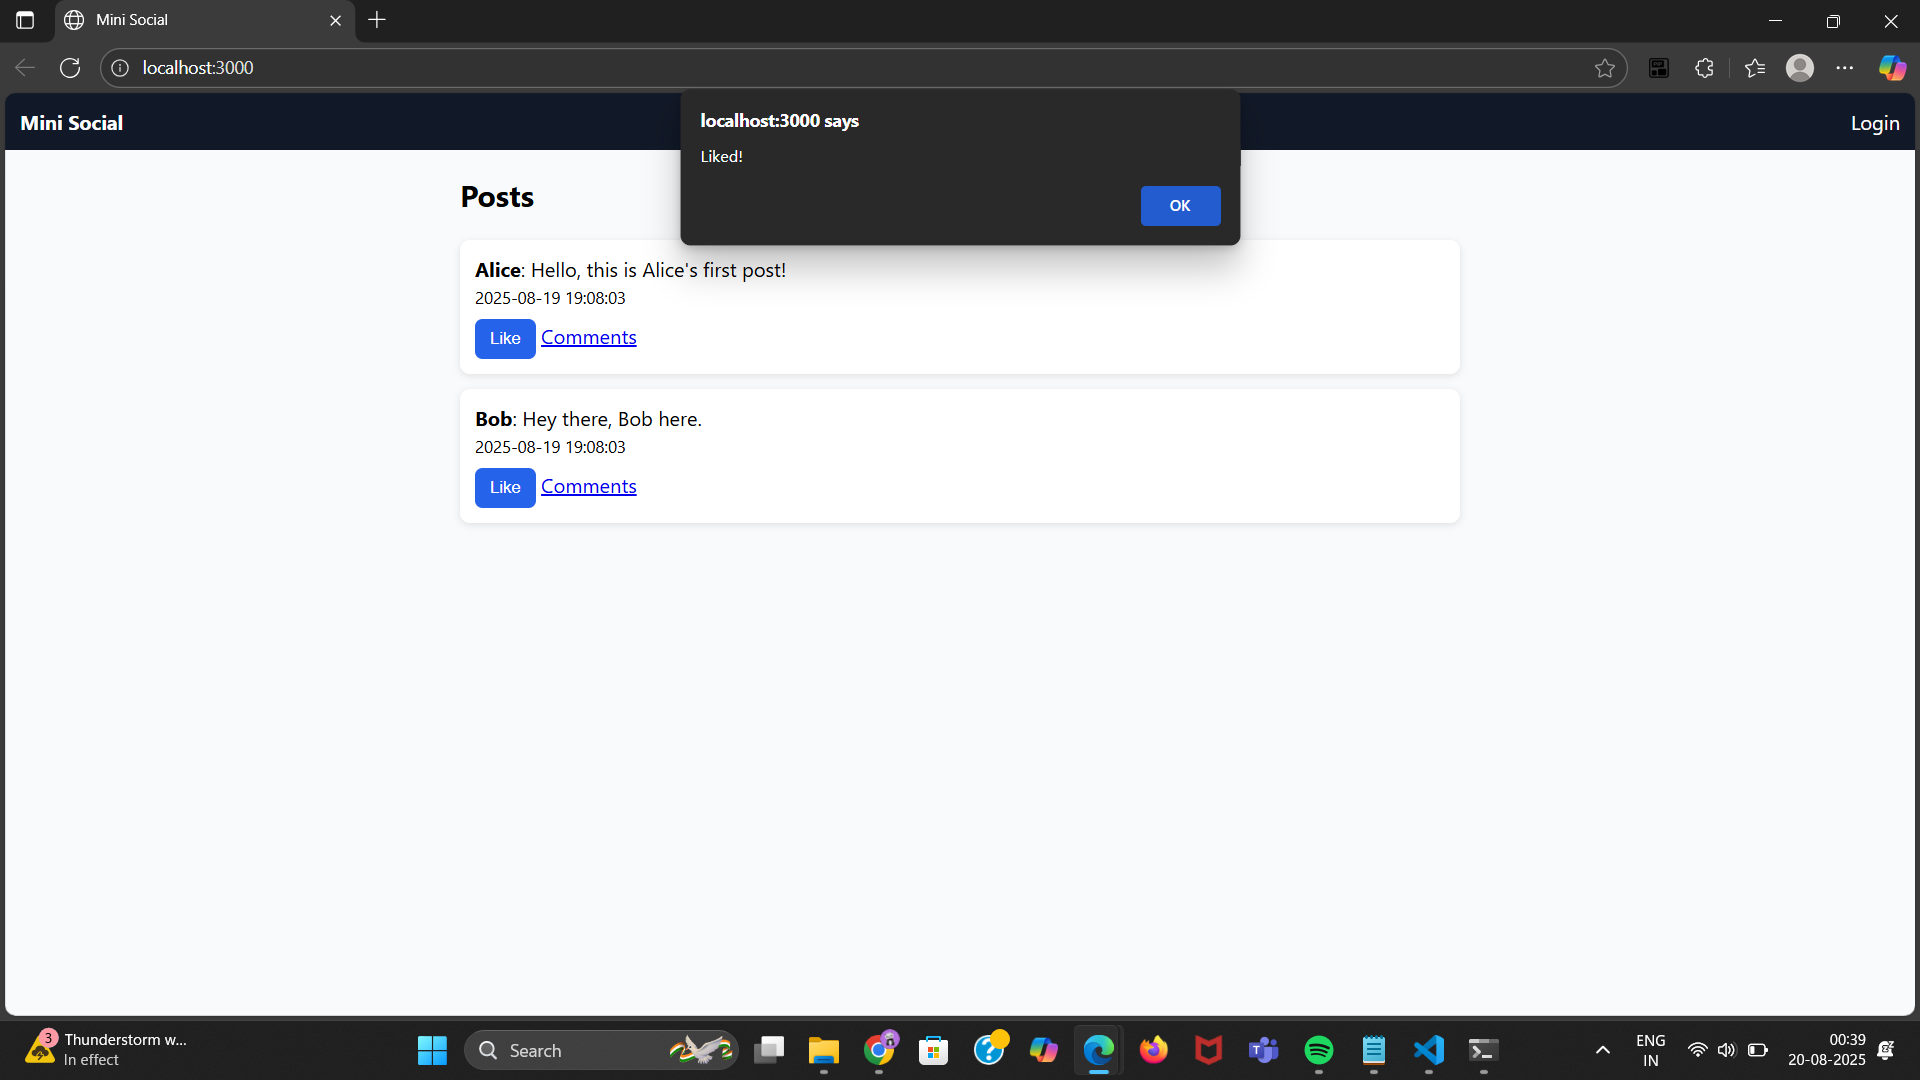 Mini Social
localhost:3000
Mini Social
Login
localhost:3000 says
Liked!
OK
Posts
Alice: Hello, this is Alice's first post!
2025-08-19 19:08:03
Like Comments
Bob: Hey there, Bob here.
2025-08-19 19:08:03
Like Comments
3
Thunderstorm w...
In effect
Search
ENG
IN
00:39
20-08-2025